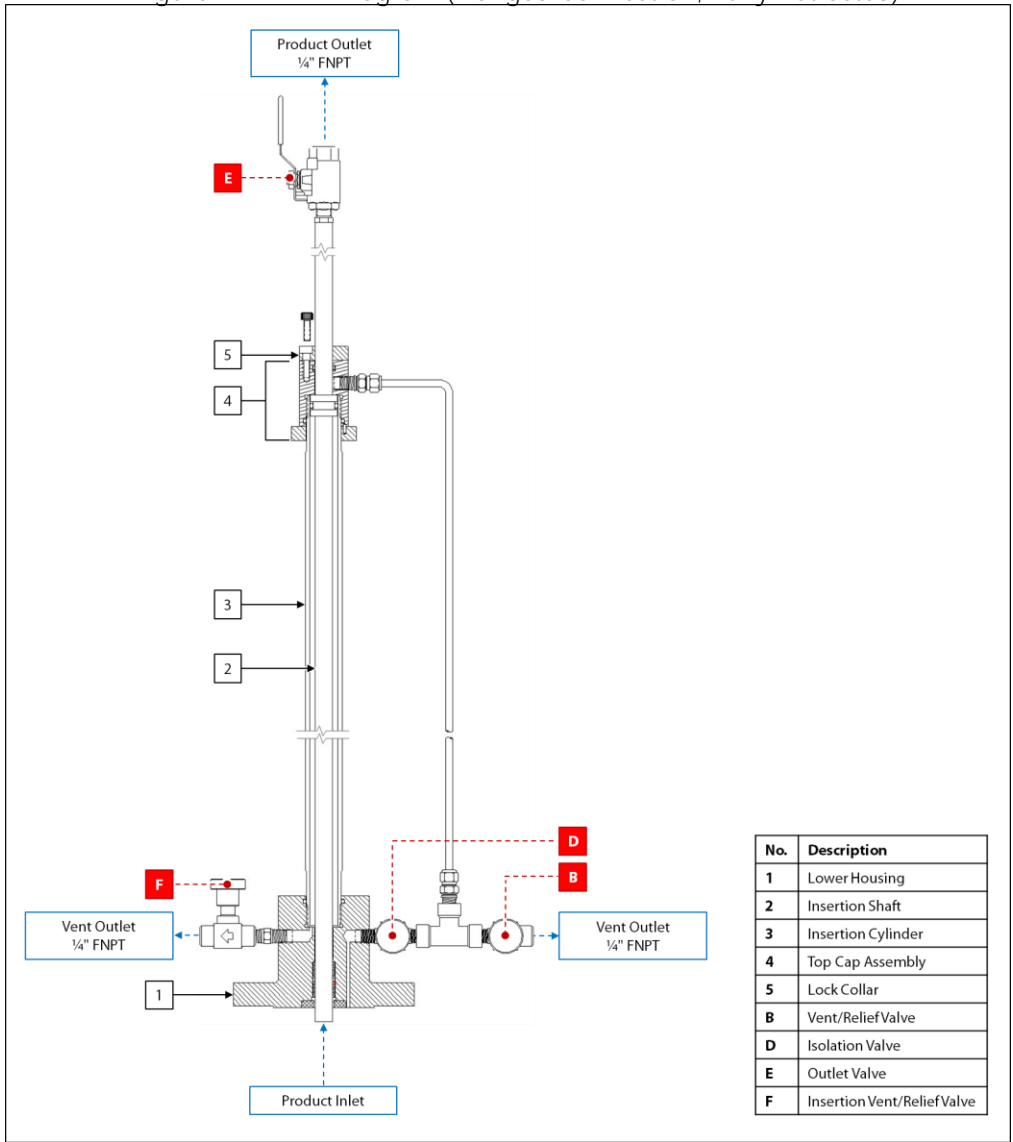 Product Outlet
¼" FNPT
E
5
4
3
2
D
B
F
Vent Outlet
¼" FNPT
Vent Outlet
¼" FNPT
1
Product Inlet
No. Description
1 Lower Housing
2 Insertion Shaft
3 Insertion Cylinder
4 Top Cap Assembly
5 Lock Collar
B Vent/Relief Valve
D Isolation Valve
E Outlet Valve
F Insertion Vent/Relief Valve